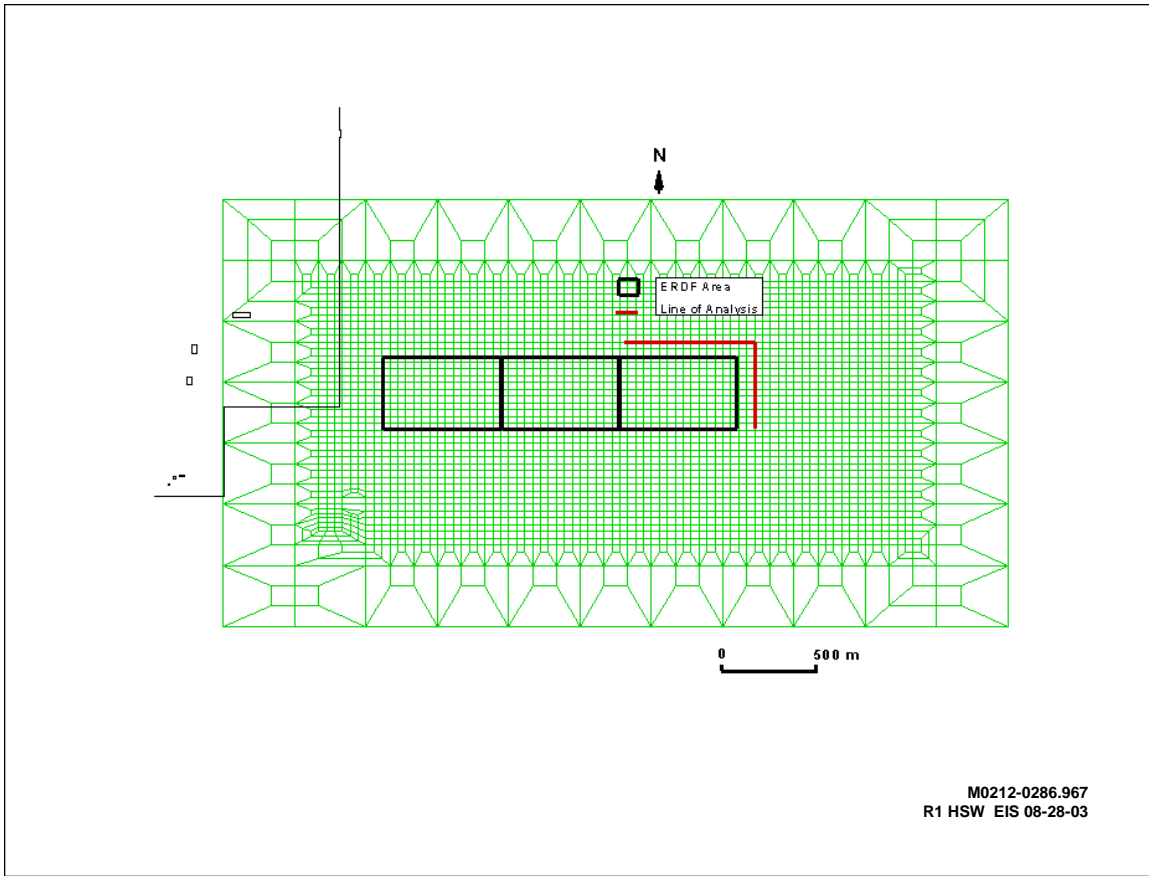 N
ERDF Area
Line of Analysis
0 500 m
M0212-0286.967
R1 HSW EIS 08-28-03